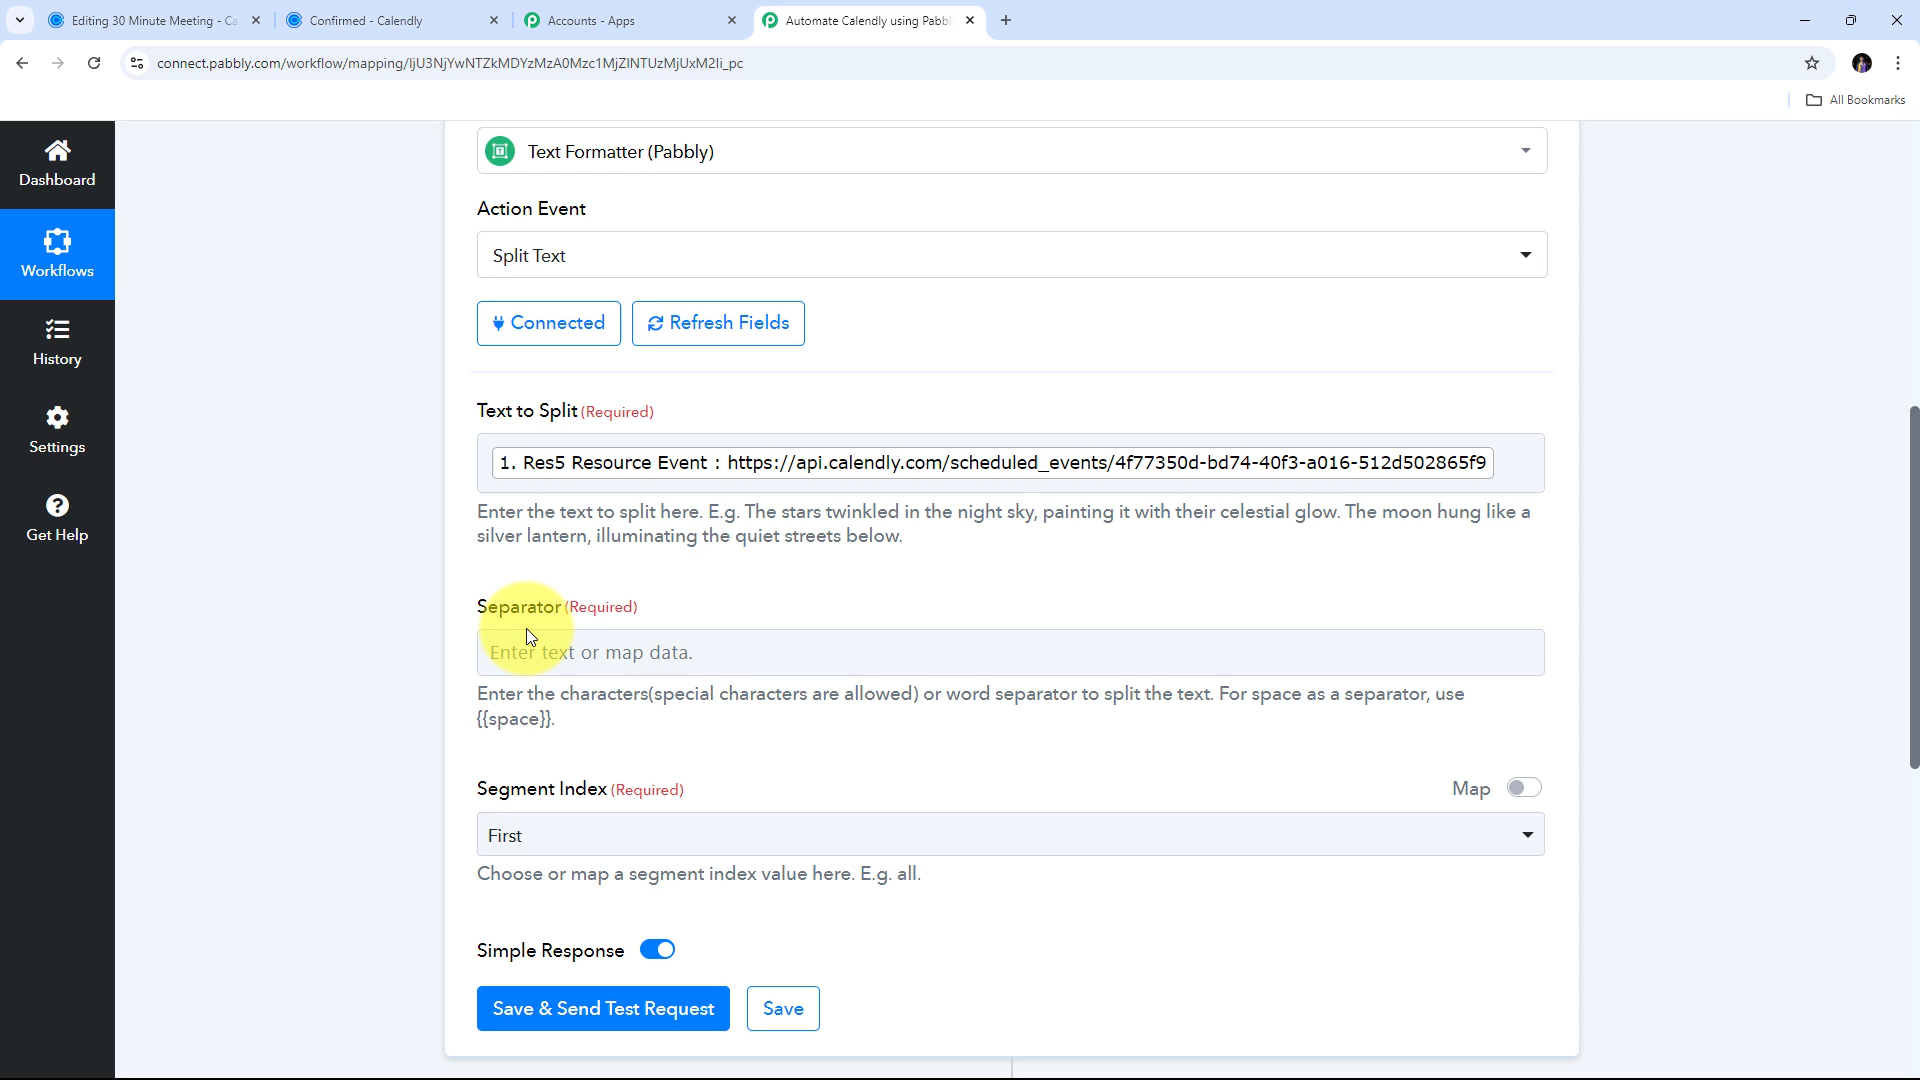 Editing 30 Minute Meeting - Ca
Confirmed - Calendly
Accounts - Apps
Automate Calendly using Pabbl
connect.pabbly.com/workflow/mapping/IjU3NjYwNTZkMDYzMzA0Mzc1MjZlNTUzMjUxM2Ii_pc
All Bookmarks
Dashboard
Workflows
History
Settings
Get Help
Text Formatter (Pabbly)
Action Event
Split Text
Connected
Refresh Fields
Text to Split (Required)
1. Res5 Resource Event : https://api.calendly.com/scheduled_events/4f77350d-bd74-40f3-a016-512d502865f9
Enter the text to split here. E.g. The stars twinkled in the night sky, painting it with their celestial glow. The moon hung like a
silver lantern, illuminating the quiet streets below.
Separator (Required)
Enter text or map data.
Enter the characters(special characters are allowed) or word separator to split the text. For space as a separator, use
{{space}}.
Segment Index (Required)
Map
First
Choose or map a segment index value here. E.g. all.
Simple Response
Save & Send Test Request
Save